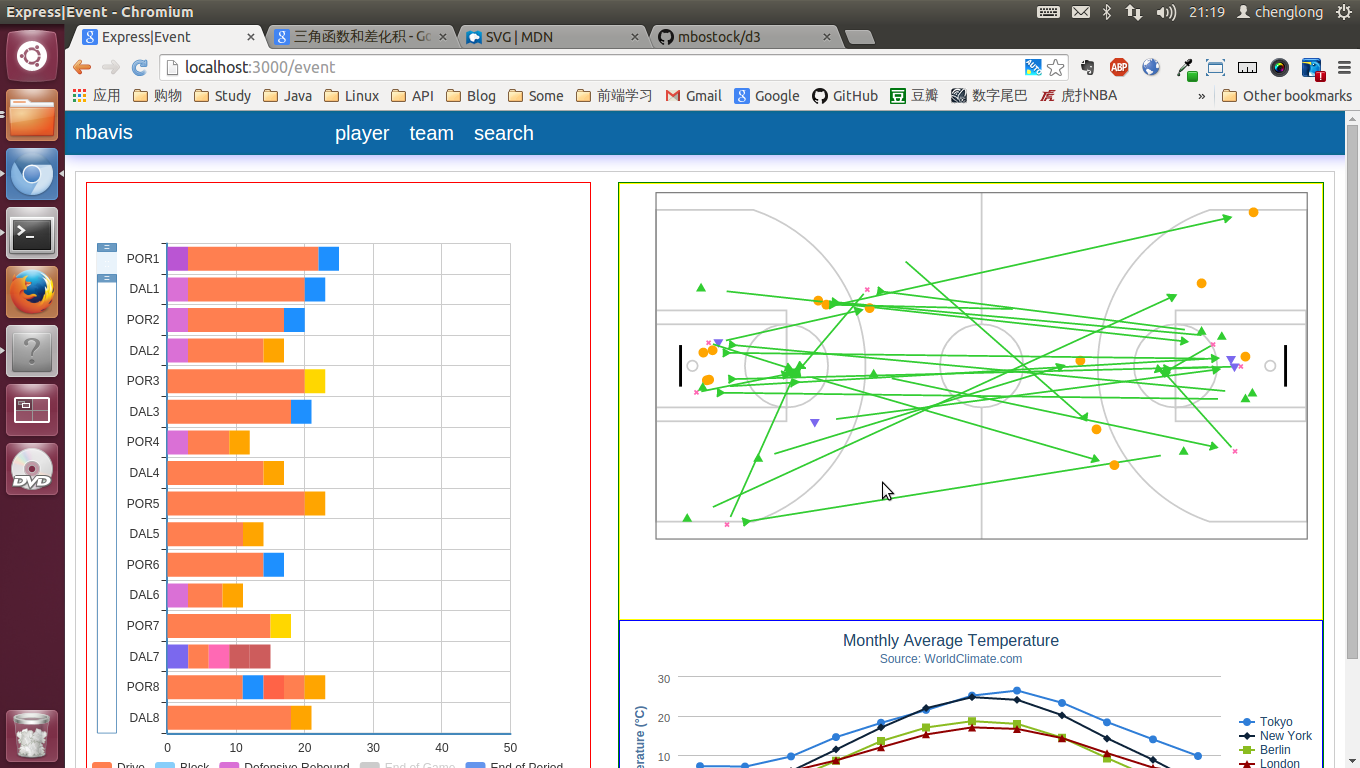 Express|Event - Chromium
21:19 chenglong
Express|Event
三角函数和差化积 - Go
SVG | MDN
mbostock/d3
localhost:3000/event
ABP
应用 购物 Study Java Linux API Blog Some 前端学习 Gmail Google GitHub 豆瓣 数字尾巴 虎扑NBA » Other bookmarks
nbavis player team search
POR1
DAL1
POR2
DAL2
POR3
DAL3
POR4
DAL4
POR5
DAL5
POR6
DAL6
POR7
DAL7
POR8
DAL8
0 10 20 30 40 50
Drive Block Defensive Rebound End of Game End of Period
Monthly Average Temperature
Source: WorldClimate.com
30
20
10
erature (°C)
Tokyo
New York
Berlin
London
DVD